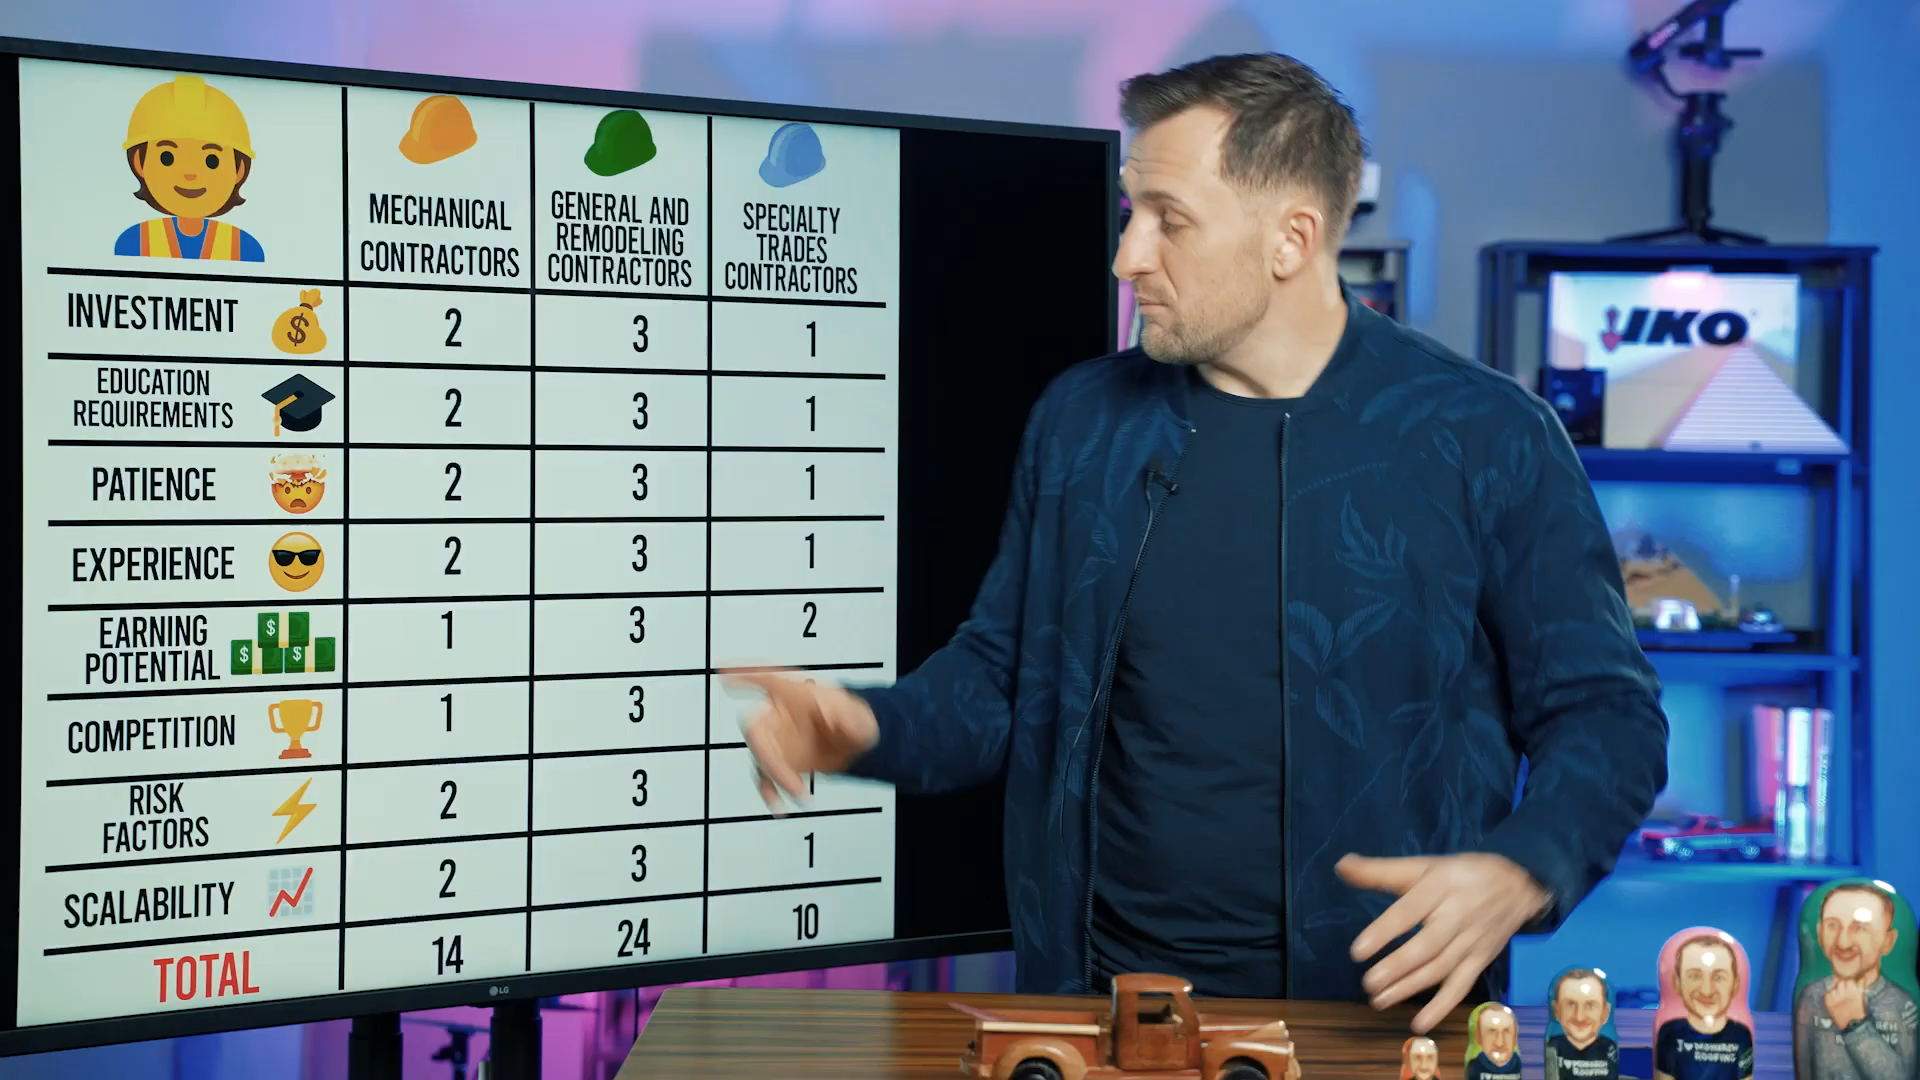 MECHANICAL
CONTRACTORS
GENERAL AND
REMODELING
CONTRACTORS
SPECIALTY
TRADES
CONTRACTORS
INVESTMENT 2 3 1
EDUCATION
REQUIREMENTS 2 3 1
PATIENCE 2 3 1
EXPERIENCE 2 3 1
EARNING
POTENTIAL 1 3 2
COMPETITION 1 3
RISK
FACTORS 2 3
SCALABILITY 2 3 1
TOTAL 14 24 10
LG
IKO